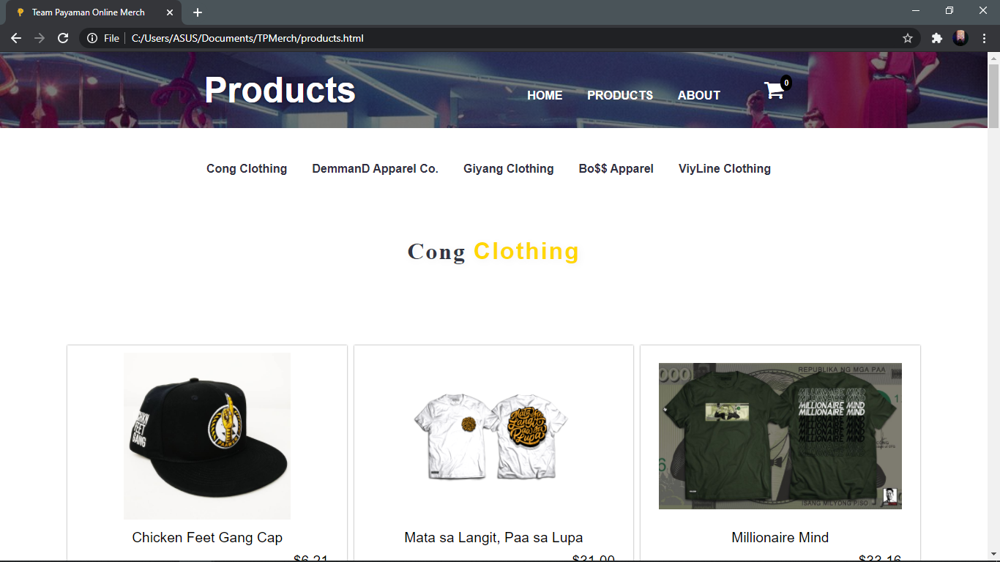 Team Payaman Online Merch
File
C:/Users/ASUS/Documents/TPMerch/products.html
Products
HOME
PRODUCTS
ABOUT
0
Cong Clothing
DemmanD Apparel Co.
Giyang Clothing
Bo$$ Apparel
ViyLine Clothing
Cong Clothing
FEET
GANG
Mata sa
Langit
Paa sa
Lupa
REPUBLIKA NG MGA PAA
000
MILLIONAIRE MIND
MILLIONAIRE MIND
MILLIONAIRE MIND
MILLIONAIRE MIND
MILLIONAIRE MIND
MILLIONAIRE MIND
ISANG MILYONG PISO
Chicken Feet Gang Cap
Mata sa Langit, Paa sa Lupa
Millionaire Mind
$6.21
$31.00
$33.16